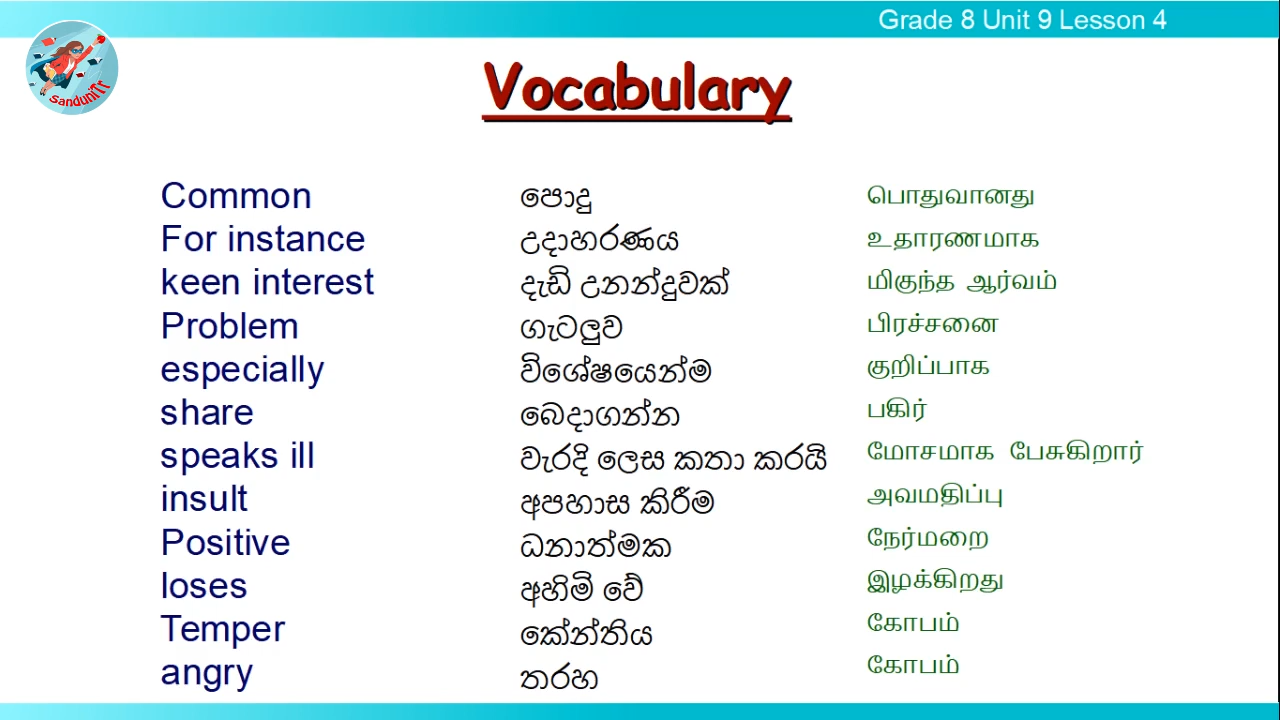 Grade 8 Unit 9 Lesson 4
SanduniTr
Vocabulary
Common පොදු பொதுவானது
For instance උදාහරණය உதாரணமாக
keen interest දැඩි උනන්දුවක් மிகுந்த ஆர்வம்
Problem ගැටලුව பிரச்சனை
especially විශේෂයෙන්ම குறிப்பாக
share බෙදාගන්න பகிர்
speaks ill වැරදි ලෙස කතා කරයි மோசமாக பேசுகிறார்
insult අපහාස කිරීම அவமதிப்பு
Positive ධනාත්මක நேர்மறை
loses අහිමි වේ இழக்கிறது
Temper කේන්තිය கோபம்
angry තරහ கோபம்